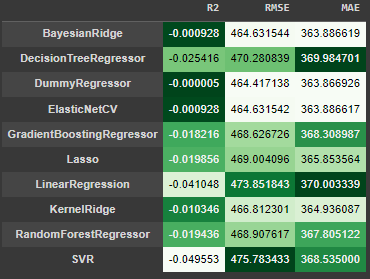 R2 RMSE MAE
BayesianRidge -0.000928 464.631544 363.886619
DecisionTreeRegressor -0.025416 470.280839 369.984701
DummyRegressor -0.000005 464.417138 363.866926
ElasticNetCV -0.000928 464.631542 363.886617
GradientBoostingRegressor -0.018216 468.626726 368.308987
Lasso -0.019856 469.004096 365.853564
LinearRegression -0.041048 473.851843 370.003339
KernelRidge -0.010346 466.812301 364.936087
RandomForestRegressor -0.019436 468.907617 367.805122
SVR -0.049553 475.783433 368.535000